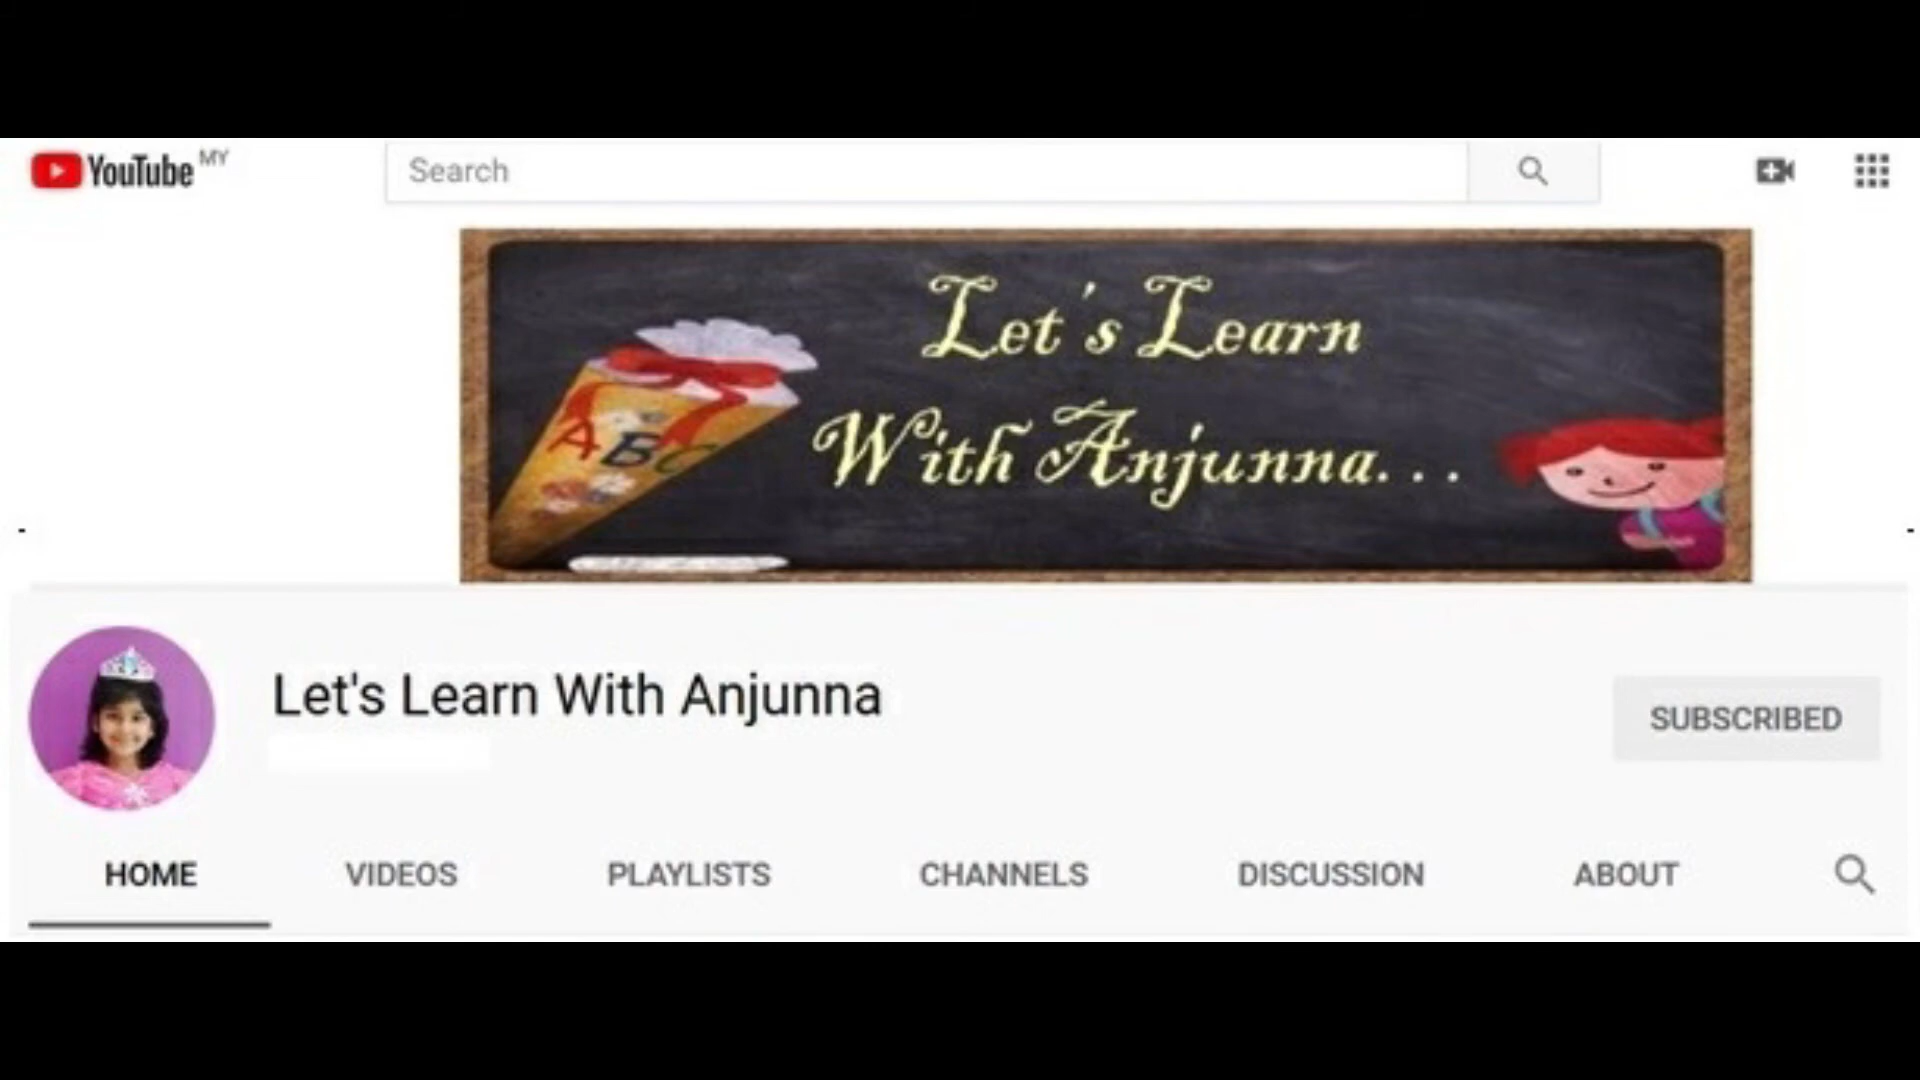 YouTube MY
Search
Let's Learn
With Anjunna...
ABC
Let's Learn With Anjunna
SUBSCRIBED
HOME VIDEOS PLAYLISTS CHANNELS DISCUSSION ABOUT